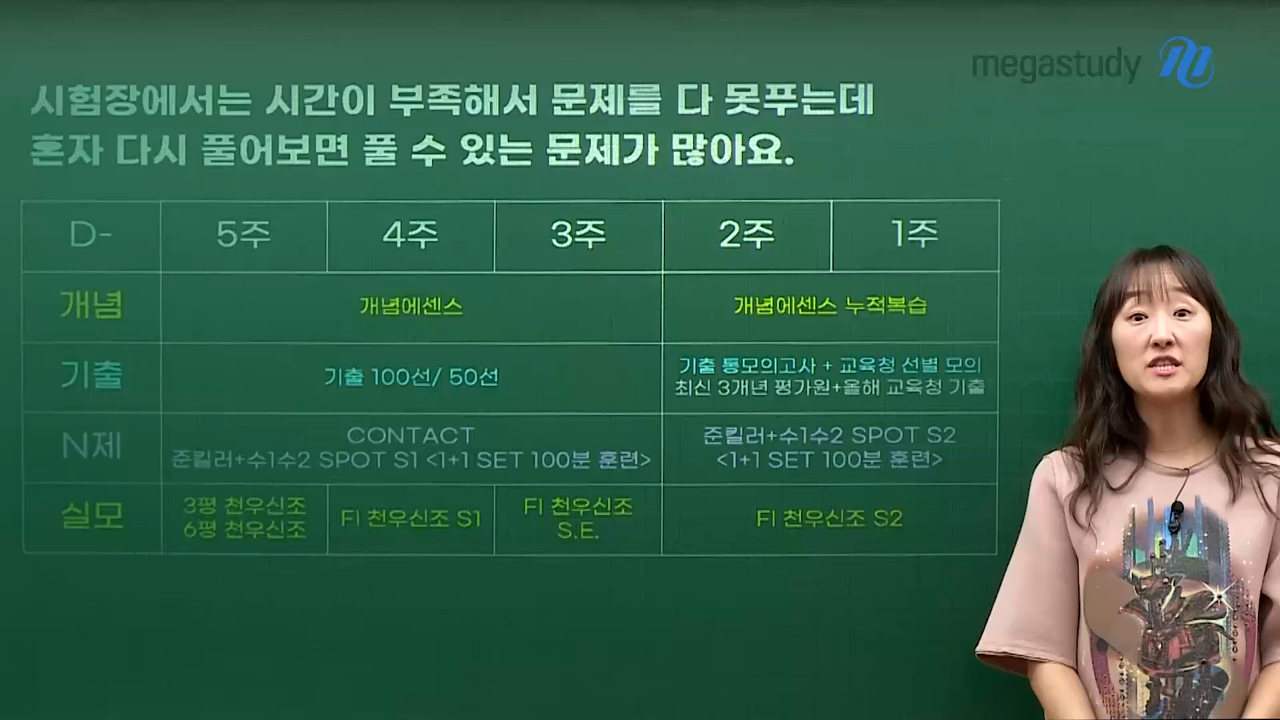 megastudy
시험장에서는 시간이 부족해서 문제를 다 못푸는데
혼자 다시 풀어보면 풀 수 있는 문제가 많아요.
D- 5주 4주 3주 2주 1주
개념 개념에센스 개념에센스 누적복습
기출 기출 100선/ 50선 기출 통모의고사 + 교육청 선별 모의
최신 3개년 평가원+올해 교육청 기출
N제 CONTACT
준킬러+수1수2 SPOT S1 <1+1 SET 100분 훈련>
준킬러+수1수2 SPOT S2
<1+1 SET 100분 훈련>
실모 3평 천우신조
6평 천우신조
FI 천우신조 S1
FI 천우신조
S.E.
FI 천우신조 S2